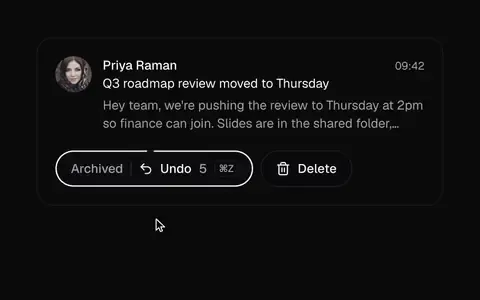 Priya Raman 09:42
Q3 roadmap review moved to Thursday
Hey team, we're pushing the review to Thursday at 2pm
so finance can join. Slides are in the shared folder,…
Archived Undo 5 ⌘Z Delete